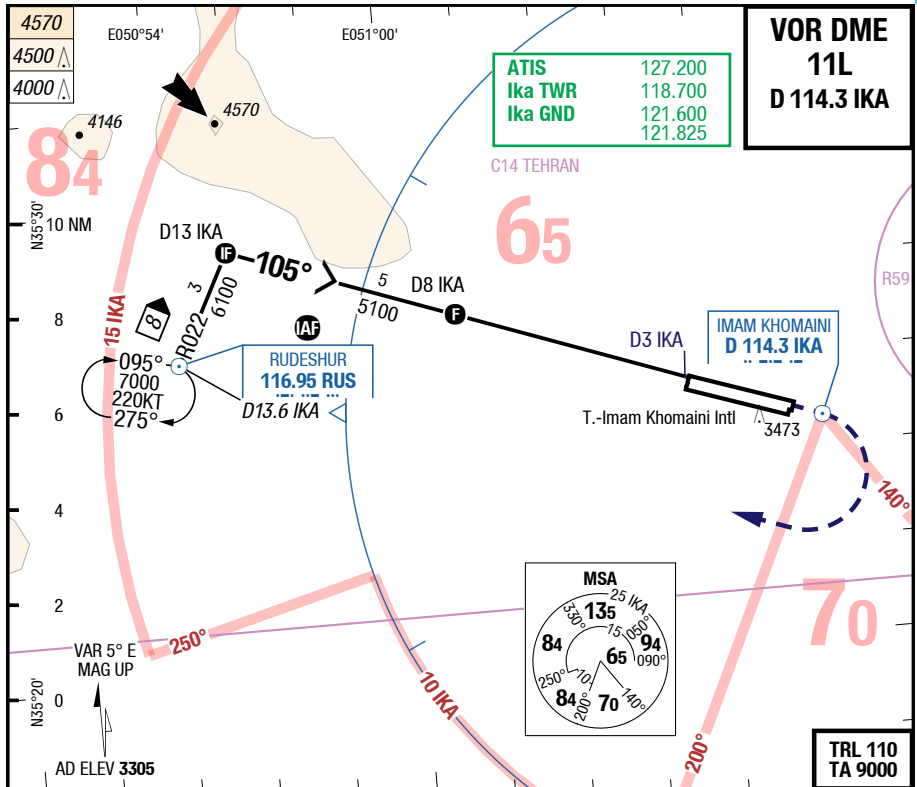 4570
4500
4000
E050°54'
E051°00'
VOR DME
11L
D 114.3 IKA
ATIS 127.200
Ika TWR 118.700
Ika GND 121.600
121.825
C14 TEHRAN
4570
4146
84
65
N35°30'
10 NM
D13 IKA
IF
105°
5
5100
D8 IKA
F
R59
3
6100
R022
8
IAF
15 IKA
8
095°
7000
220KT
275°
RUDESHUR
116.95 RUS
D13.6 IKA
D3 IKA
IMAM KHOMAINI
D 114.3 IKA
T.-Imam Khomaini Intl
3473
6
4
140°
2
250°
VAR 5° E
MAG UP
N35°20'
0
AD ELEV 3305
10 IKA
MSA
25 IKA
135
330°
15
050°
84
94
65
090°
250°
10
84
200°
70
140°
70
200°
TRL 110
TA 9000